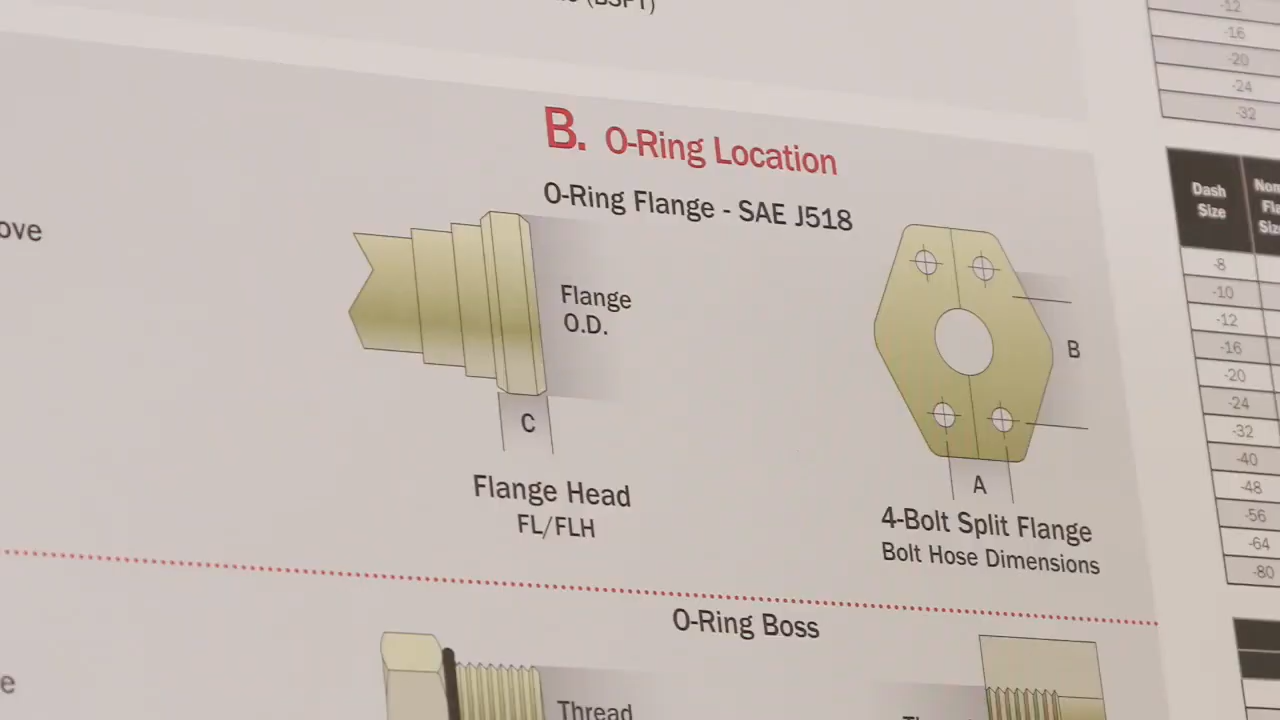 (BSPT)
-12
-16
-20
-24
-32
B. O-Ring Location
O-Ring Flange - SAE J518
ove
Flange
O.D.
C
Flange Head
FL/FLH
B
A
4-Bolt Split Flange
Bolt Hose Dimensions
Dash
Size
-8
-10
-12
-16
-20
-24
-32
-40
-48
-56
-64
-80
O-Ring Boss
e
Thread